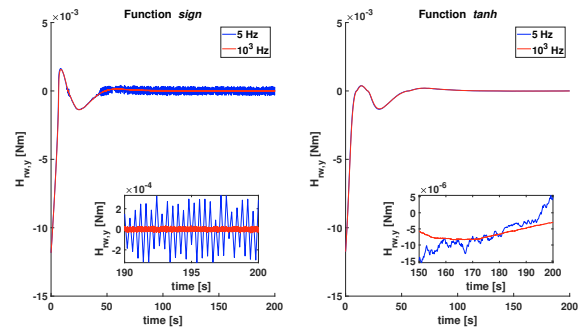 Function sign
×10⁻³
5 Hz
10³ Hz
5
0
-5
-10
-15
H_rw,y [Nm]
0 50 100 150 200
time [s]
×10⁻⁴
2
0
-2
H_rw,y [Nm]
190 195 200
time [s]
Function tanh
×10⁻³
5 Hz
10³ Hz
5
0
-5
-10
-15
H_rw,y [Nm]
0 50 100 150 200
time [s]
×10⁻⁶
5
0
-5
-10
-15
H_rw,y [Nm]
150 160 170 180 190 200
time [s]